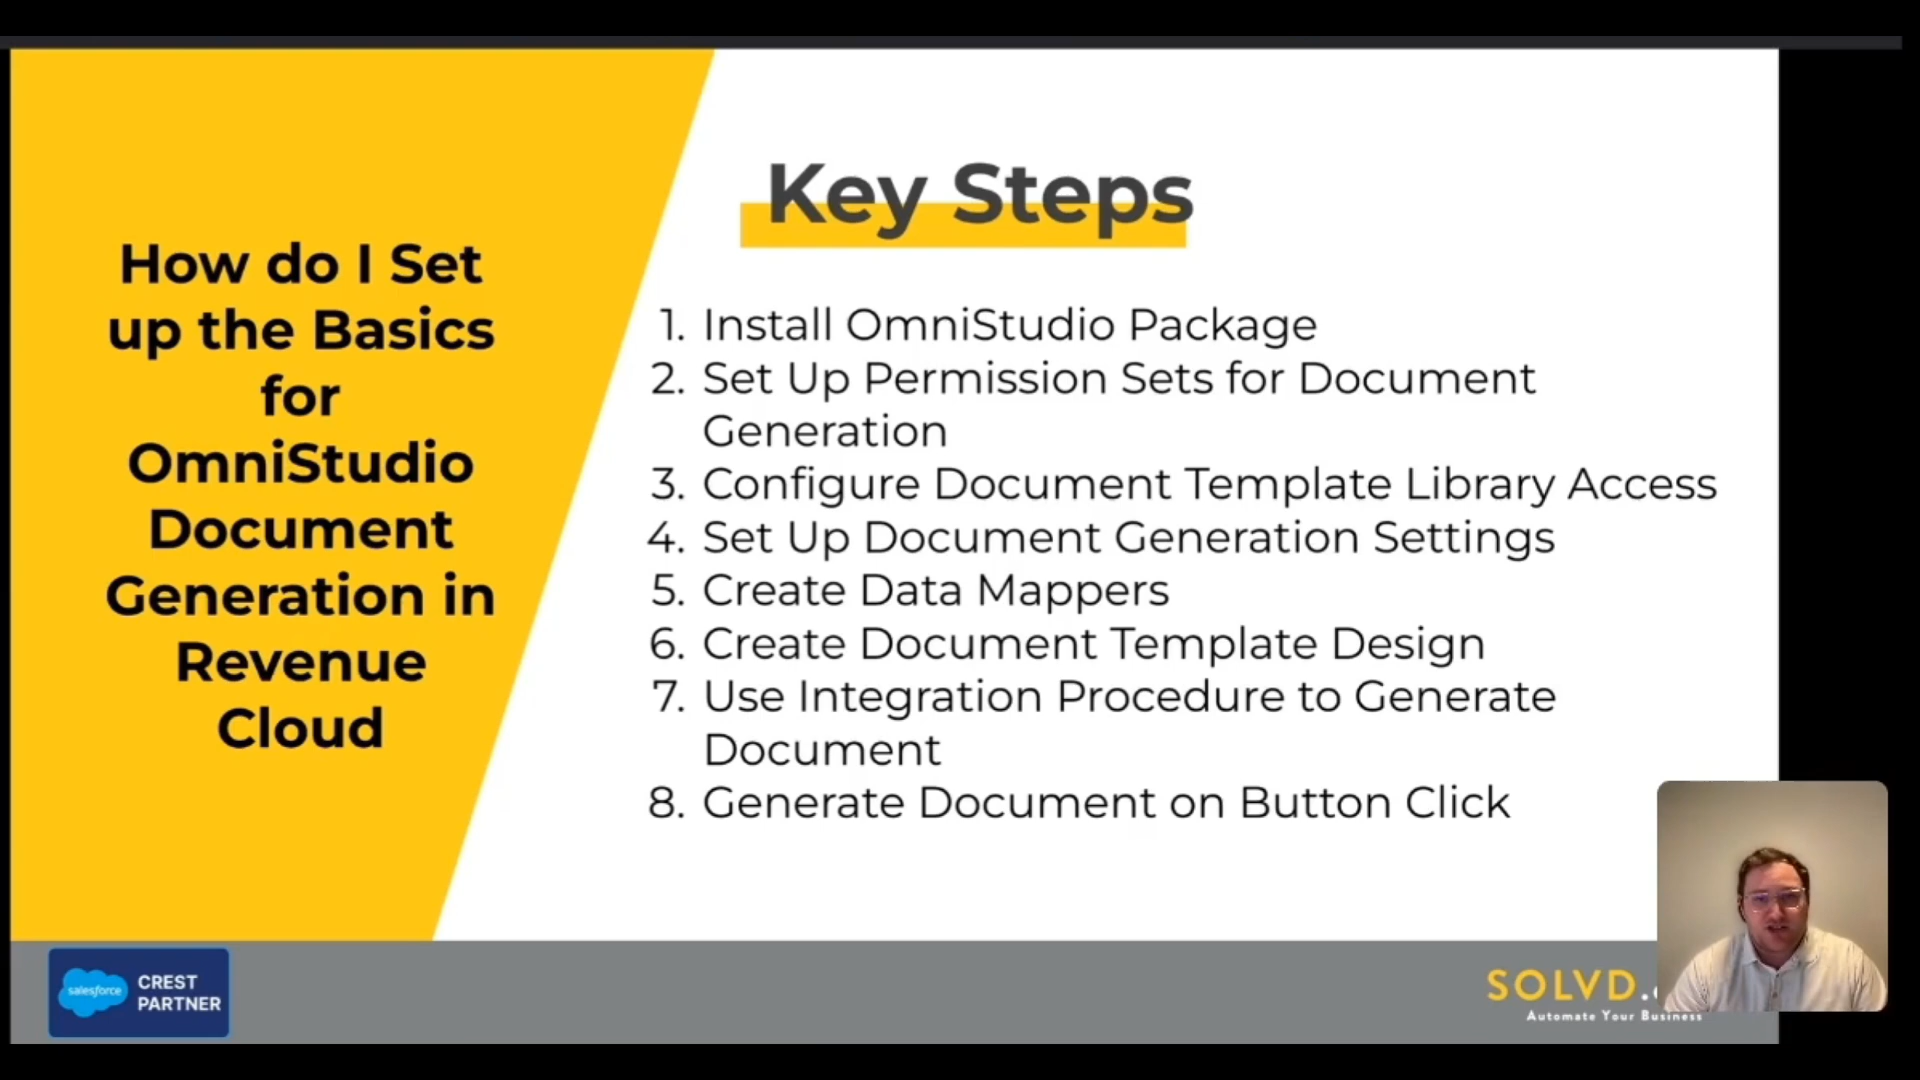 How do I Set
up the Basics
for
OmniStudio
Document
Generation in
Revenue
Cloud
Key Steps
1. Install OmniStudio Package
2. Set Up Permission Sets for Document
Generation
3. Configure Document Template Library Access
4. Set Up Document Generation Settings
5. Create Data Mappers
6. Create Document Template Design
7. Use Integration Procedure to Generate
Document
8. Generate Document on Button Click
salesforce
CREST
PARTNER
SOLVD.
Automate Your Business